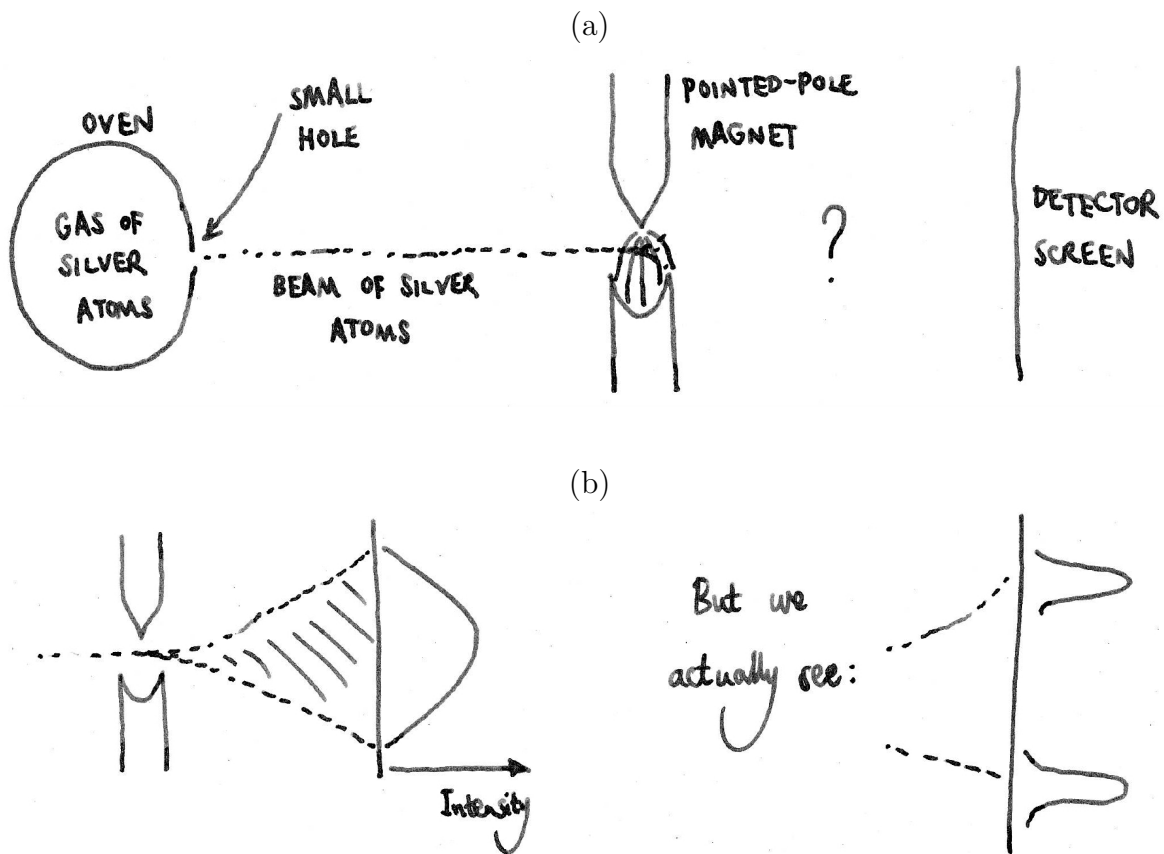 (a)
OVEN
SMALL
HOLE
POINTED-POLE
MAGNET
GAS OF
SILVER
ATOMS
BEAM OF SILVER
ATOMS
?
DETECTOR
SCREEN
(b)
Intensity
But we
actually see: